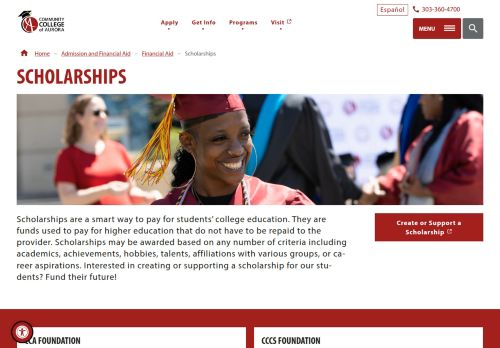 COMMUNITY
COLLEGE
OF AURORA
Apply
Get Info
Programs
Visit
Español
303-360-4700
MENU
Home
Admission and Financial Aid
Financial Aid
Scholarships
SCHOLARSHIPS
Scholarships are a smart way to pay for students' college education. They are
funds used to pay for higher education that do not have to be repaid to the
provider. Scholarships may be awarded based on any number of criteria including
academics, achievements, hobbies, talents, affiliations with various groups, or ca-
reer aspirations. Interested in creating or supporting a scholarship for our stu-
dents? Fund their future!
Create or Support a
Scholarship
CCA FOUNDATION
CCCS FOUNDATION